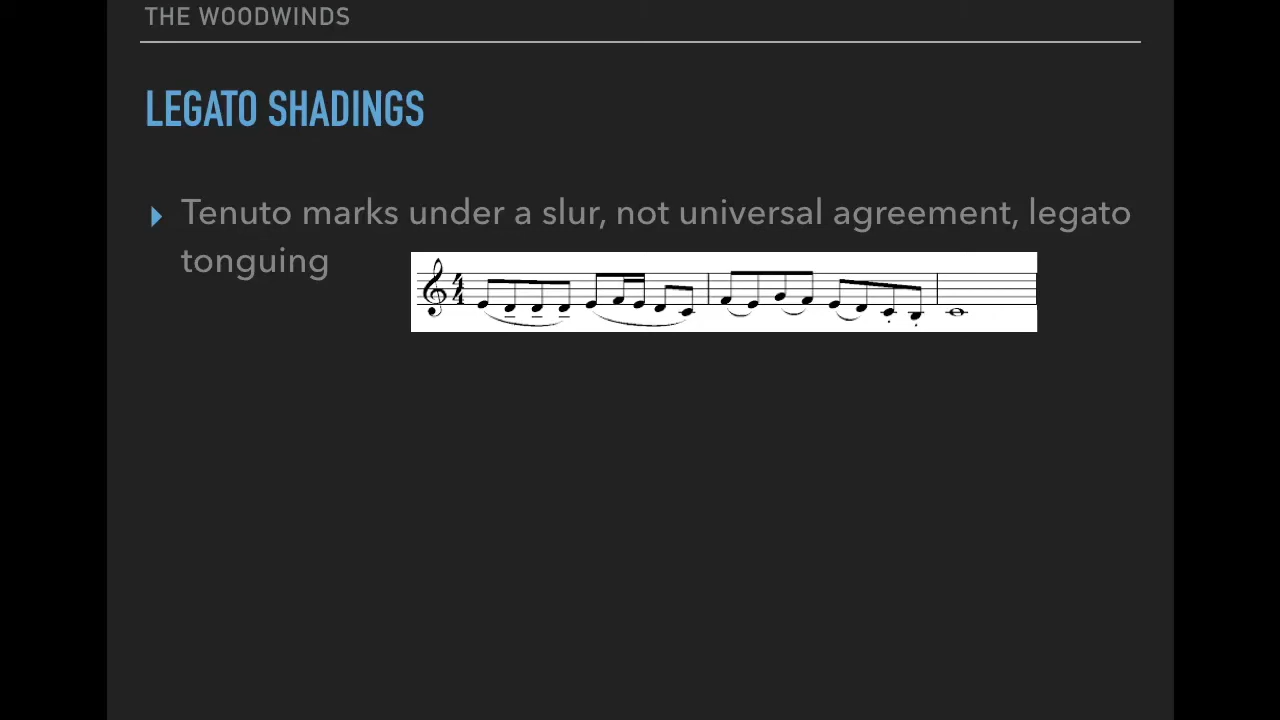 THE WOODWINDS
LEGATO SHADINGS
Tenuto marks under a slur, not universal agreement, legato
tonguing